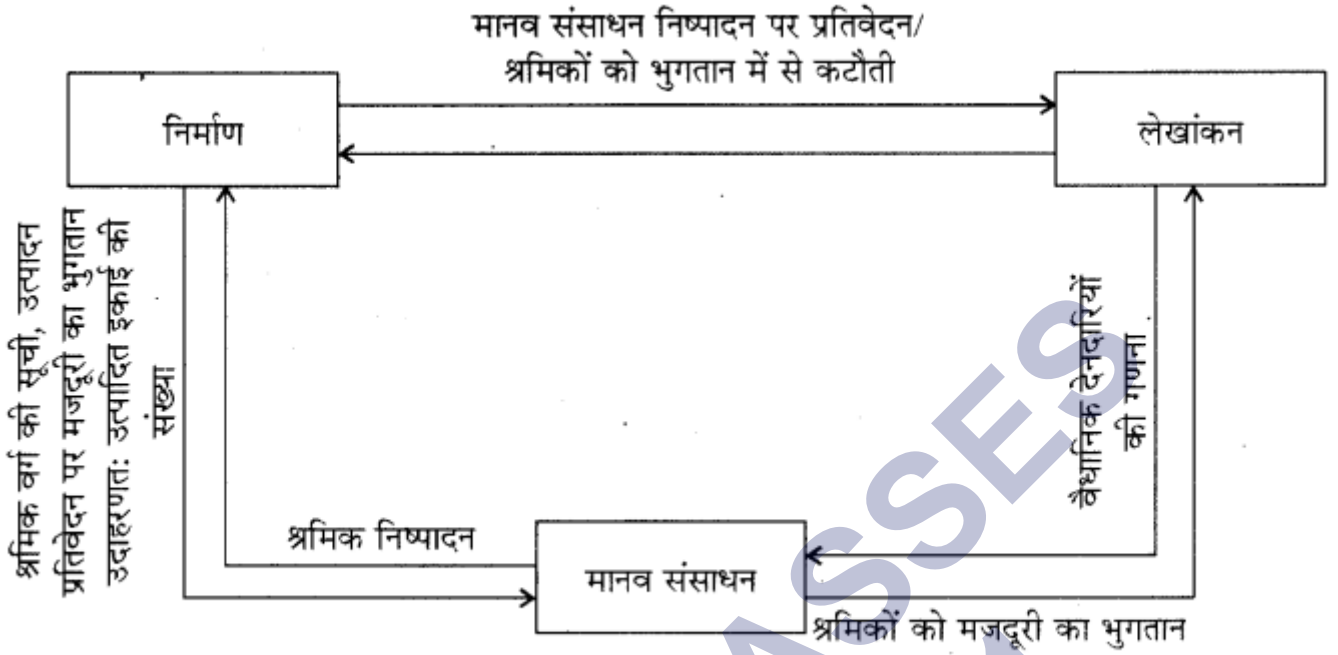 मानव संसाधन निष्पादन पर प्रतिवेदन/
श्रमिकों को भुगतान में से कटौती
निर्माण
लेखांकन
श्रमिक वर्ग की सूची, उत्पादन
प्रतिवेदन पर मजदूरी का भुगतान
उदाहरणतः उत्पादित इकाई की
संख्या
वैधानिक देनदारियों
की गणना
श्रमिक निष्पादन
मानव संसाधन
श्रमिकों को मजदूरी का भुगतान
ASSES